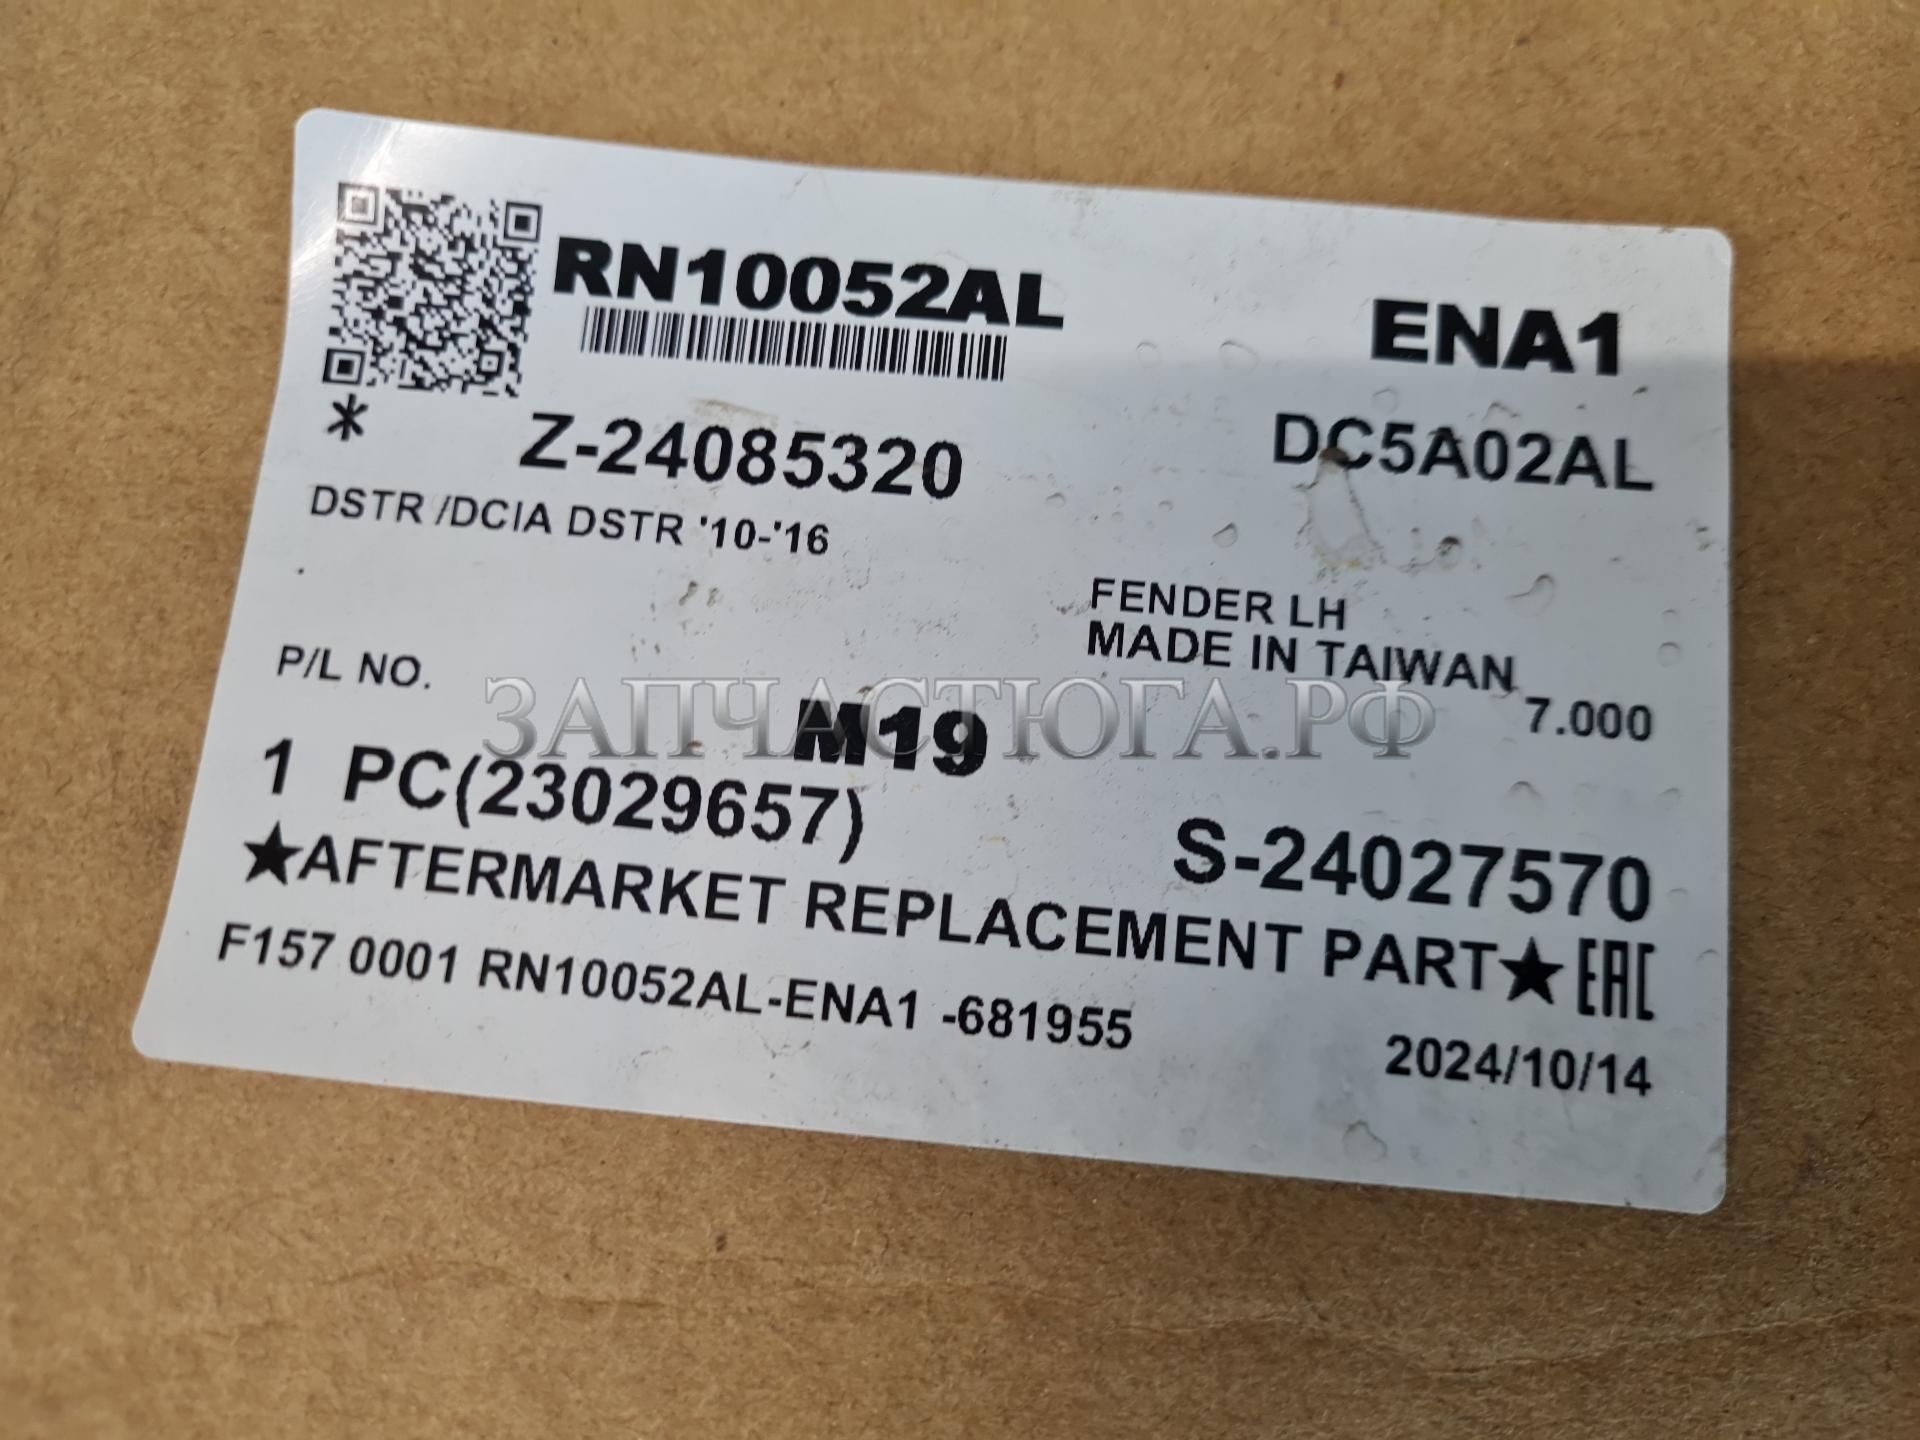 RN10052AL
ENA1
* Z-24085320
DC5A02AL
DSTR /DCIA DSTR '10-'16
FENDER LH
MADE IN TAIWAN
P/L NO.
7.000
ЗАПЧАСТЮГА.РФ
M19
1 PC(23029657)
S-24027570
★AFTERMARKET REPLACEMENT PART★ EAC
F157 0001 RN10052AL-ENA1 -681955
2024/10/14